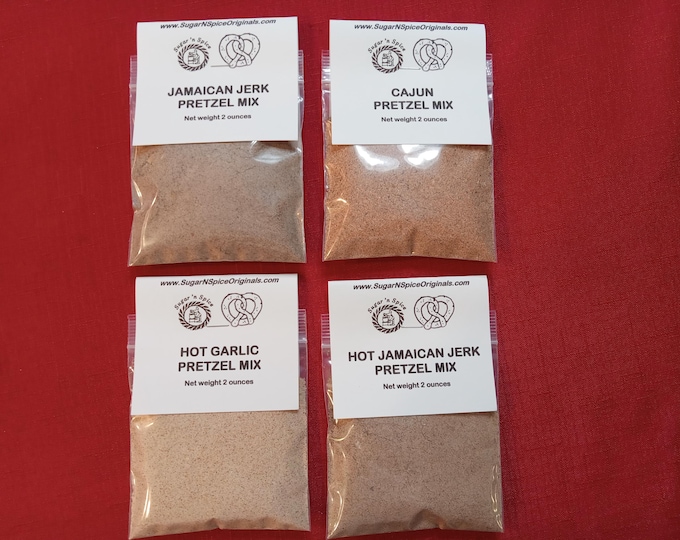 www.SugarNSpiceOriginals.com
Sugar 'n Spice
JAMAICAN JERK
PRETZEL MIX
Net weight 2 ounces
www.SugarNSpiceOriginals.com
Sugar 'n Spice
CAJUN
PRETZEL MIX
Net weight 2 ounces
www.SugarNSpiceOriginals.com
Sugar 'n Spice
HOT GARLIC
PRETZEL MIX
Net weight 2 ounces
www.SugarNSpiceOriginals.com
Sugar 'n Spice
HOT JAMAICAN JERK
PRETZEL MIX
Net weight 2 ounces